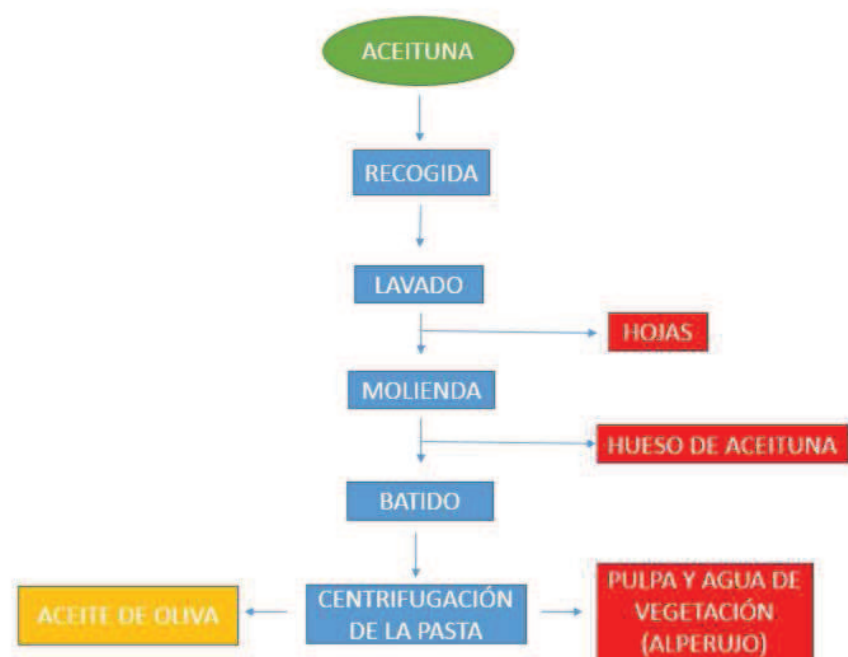 ACEITUNA
RECOGIDA
LAVADO
HOJAS
MOLIENDA
HUESO DE ACEITUNA
BATIDO
ACEITE DE OLIVA
CENTRIFUGACIÓN
DE LA PASTA
PULPA Y AGUA DE
VEGETACIÓN
(ALPERUJO)